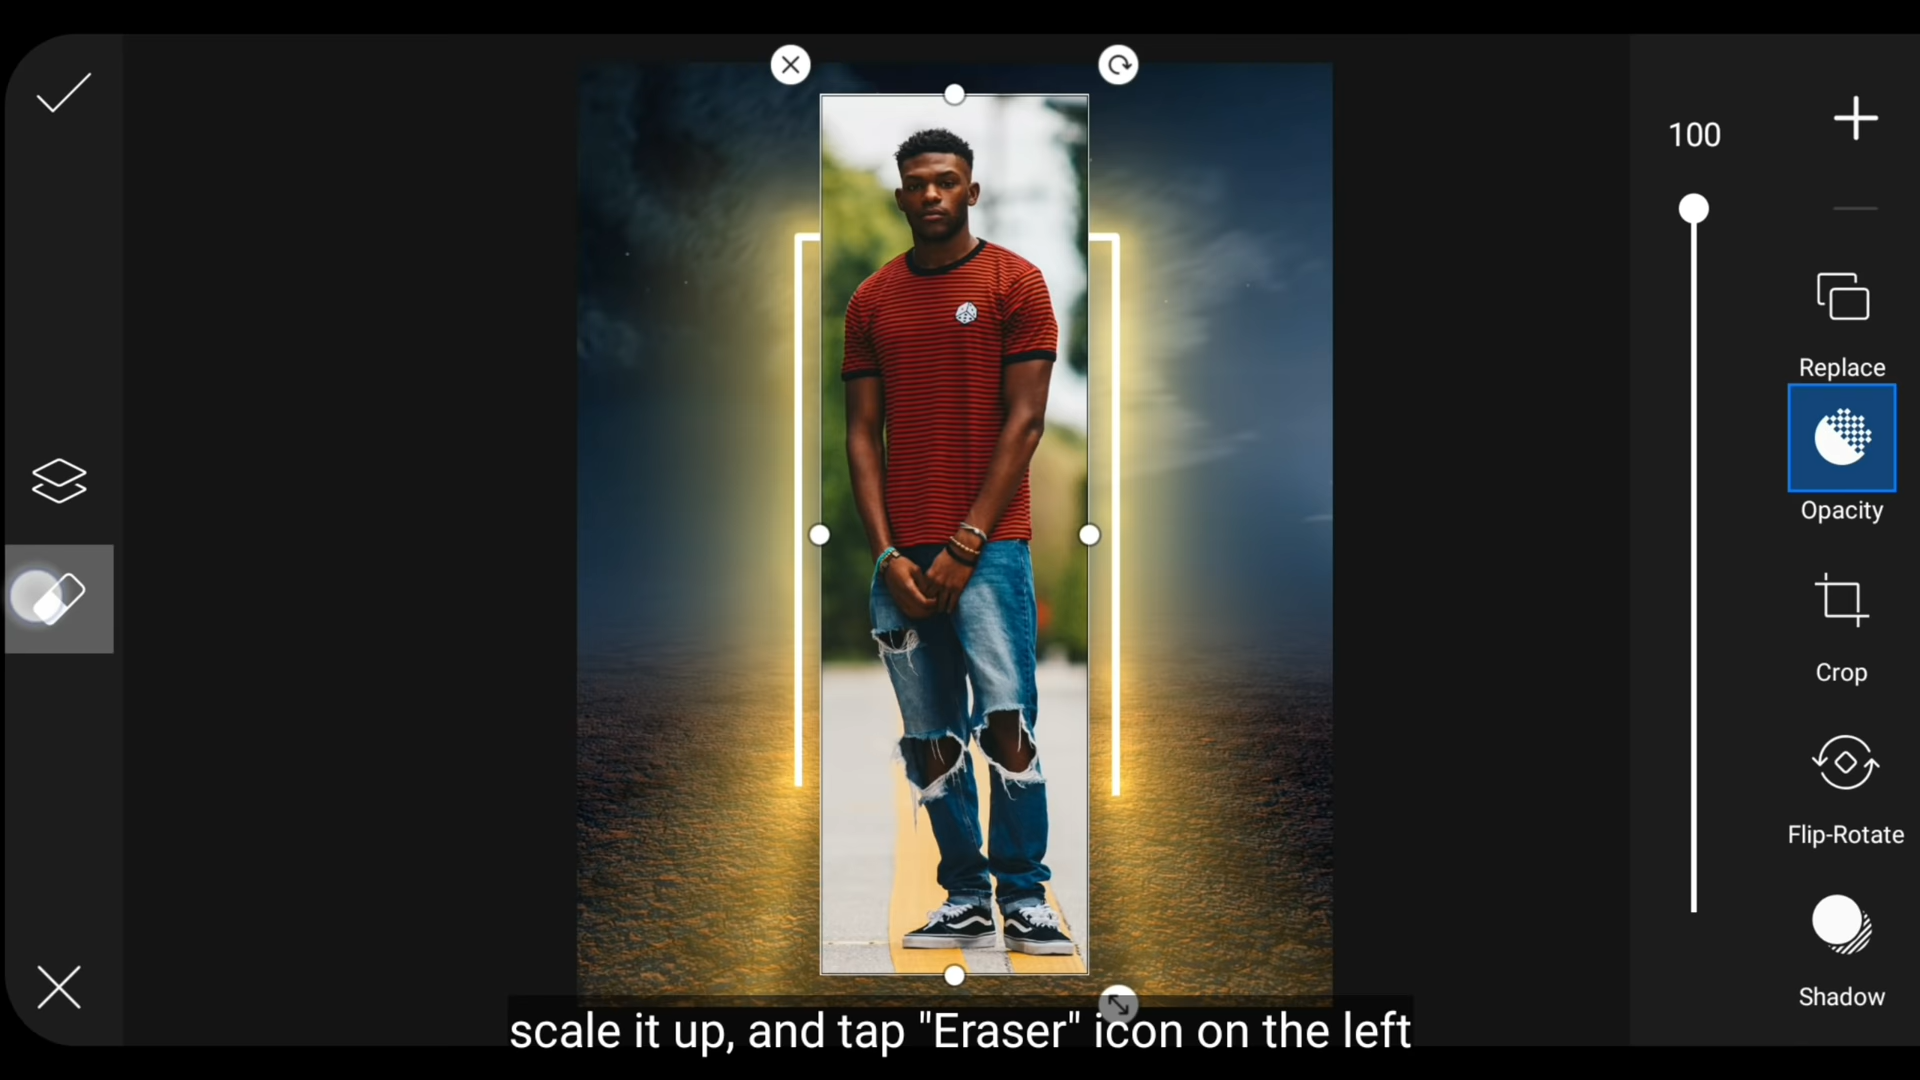 100
Replace
Opacity
Crop
Flip-Rotate
Shadow
scale it up, and tap "Eraser" icon on the left